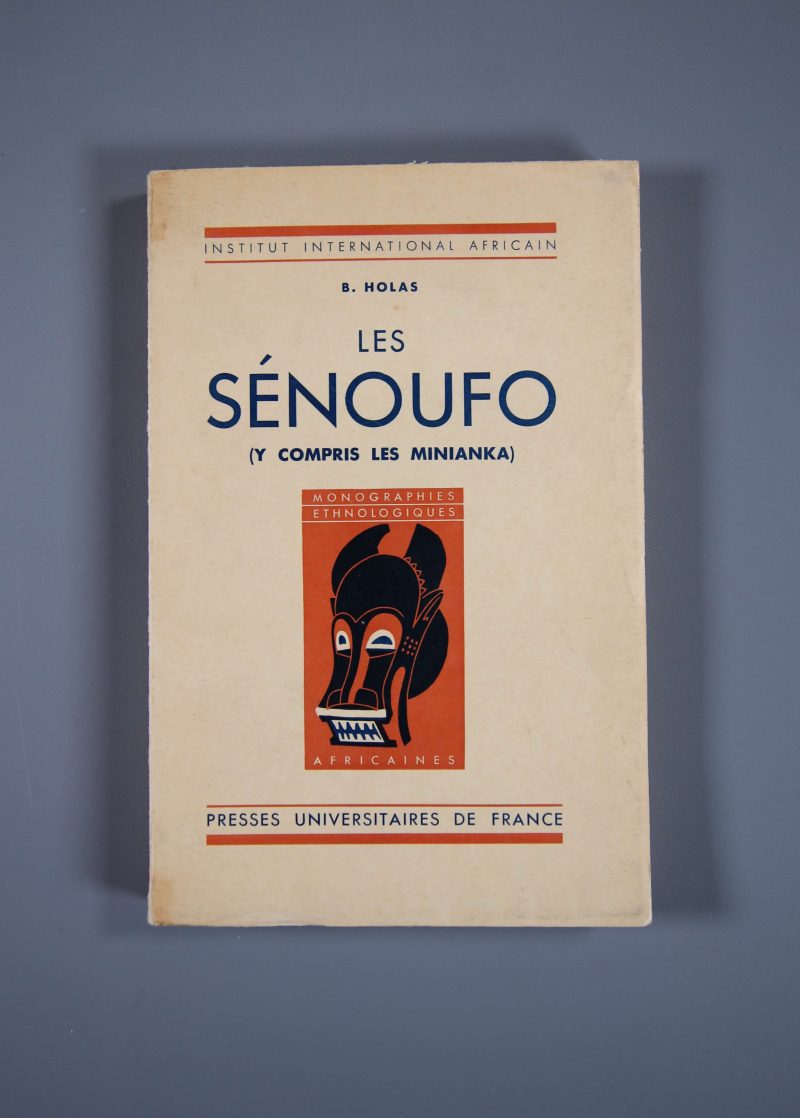 INSTITUT INTERNATIONAL AFRICAIN
B. HOLAS
LES
SÉNOUFO
(Y COMPRIS LES MINIANKA)
MONOGRAPHIES
ETHNOLOGIQUES
AFRICAINES
PRESSES UNIVERSITAIRES DE FRANCE